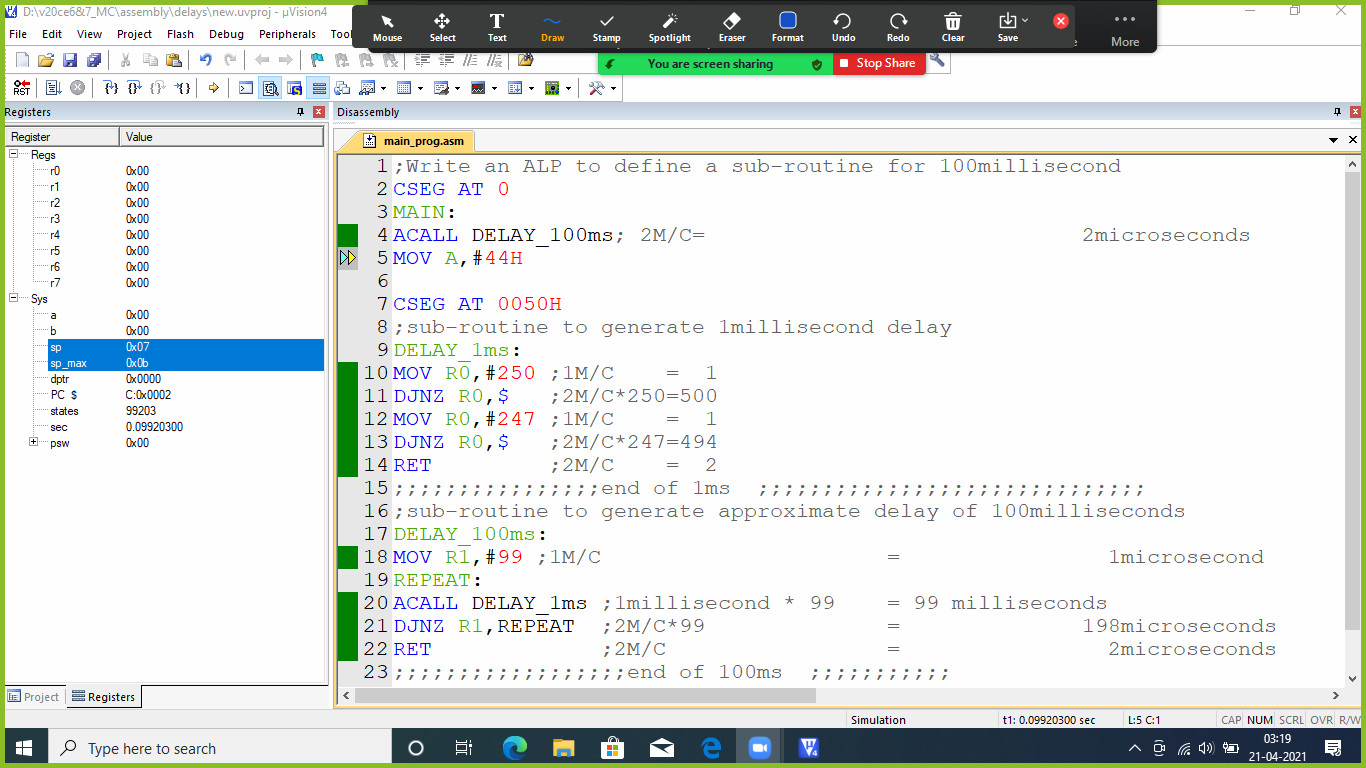 D:\v20ce6&7_MC\assembly\delays\new.uvproj - µVision4
File Edit View Project Flash Debug Peripherals
Mouse Select Text Draw Stamp Spotlight Eraser Format Undo Redo Clear Save More
You are screen sharing Stop Share
RST
Registers
Register Value
Regs
r0 0x00
r1 0x00
r2 0x00
r3 0x00
r4 0x00
r5 0x00
r6 0x00
r7 0x00
Sys
a 0x00
b 0x00
sp 0x07
sp_max 0x0b
dptr 0x0000
PC $ C:0x0002
states 99203
sec 0.09920300
psw 0x00
Project Registers
Disassembly
main_prog.asm
1 ;Write an ALP to define a sub-routine for 100millisecond
2 CSEG AT 0
3 MAIN:
4 ACALL DELAY_100ms; 2M/C= 2microseconds
5 MOV A,#44H
6
7 CSEG AT 0050H
8 ;sub-routine to generate 1millisecond delay
9 DELAY_1ms:
10 MOV R0,#250 ;1M/C = 1
11 DJNZ R0,$ ;2M/C*250=500
12 MOV R0,#247 ;1M/C = 1
13 DJNZ R0,$ ;2M/C*247=494
14 RET ;2M/C = 2
15 ;;;;;;;;;;;;;;;;end of 1ms ;;;;;;;;;;;;;;;;;;;;;;;;;;;;;;
16 ;sub-routine to generate approximate delay of 100milliseconds
17 DELAY_100ms:
18 MOV R1,#99 ;1M/C = 1microsecond
19 REPEAT:
20 ACALL DELAY_1ms ;1millisecond * 99 = 99 milliseconds
21 DJNZ R1,REPEAT ;2M/C*99 = 198microseconds
22 RET ;2M/C = 2microseconds
23 ;;;;;;;;;;;;;;;;;;end of 100ms ;;;;;;;;;;;
Simulation t1: 0.09920300 sec L:5 C:1 CAP NUM SCRL OVR R/W
Type here to search
03:19
21-04-2021